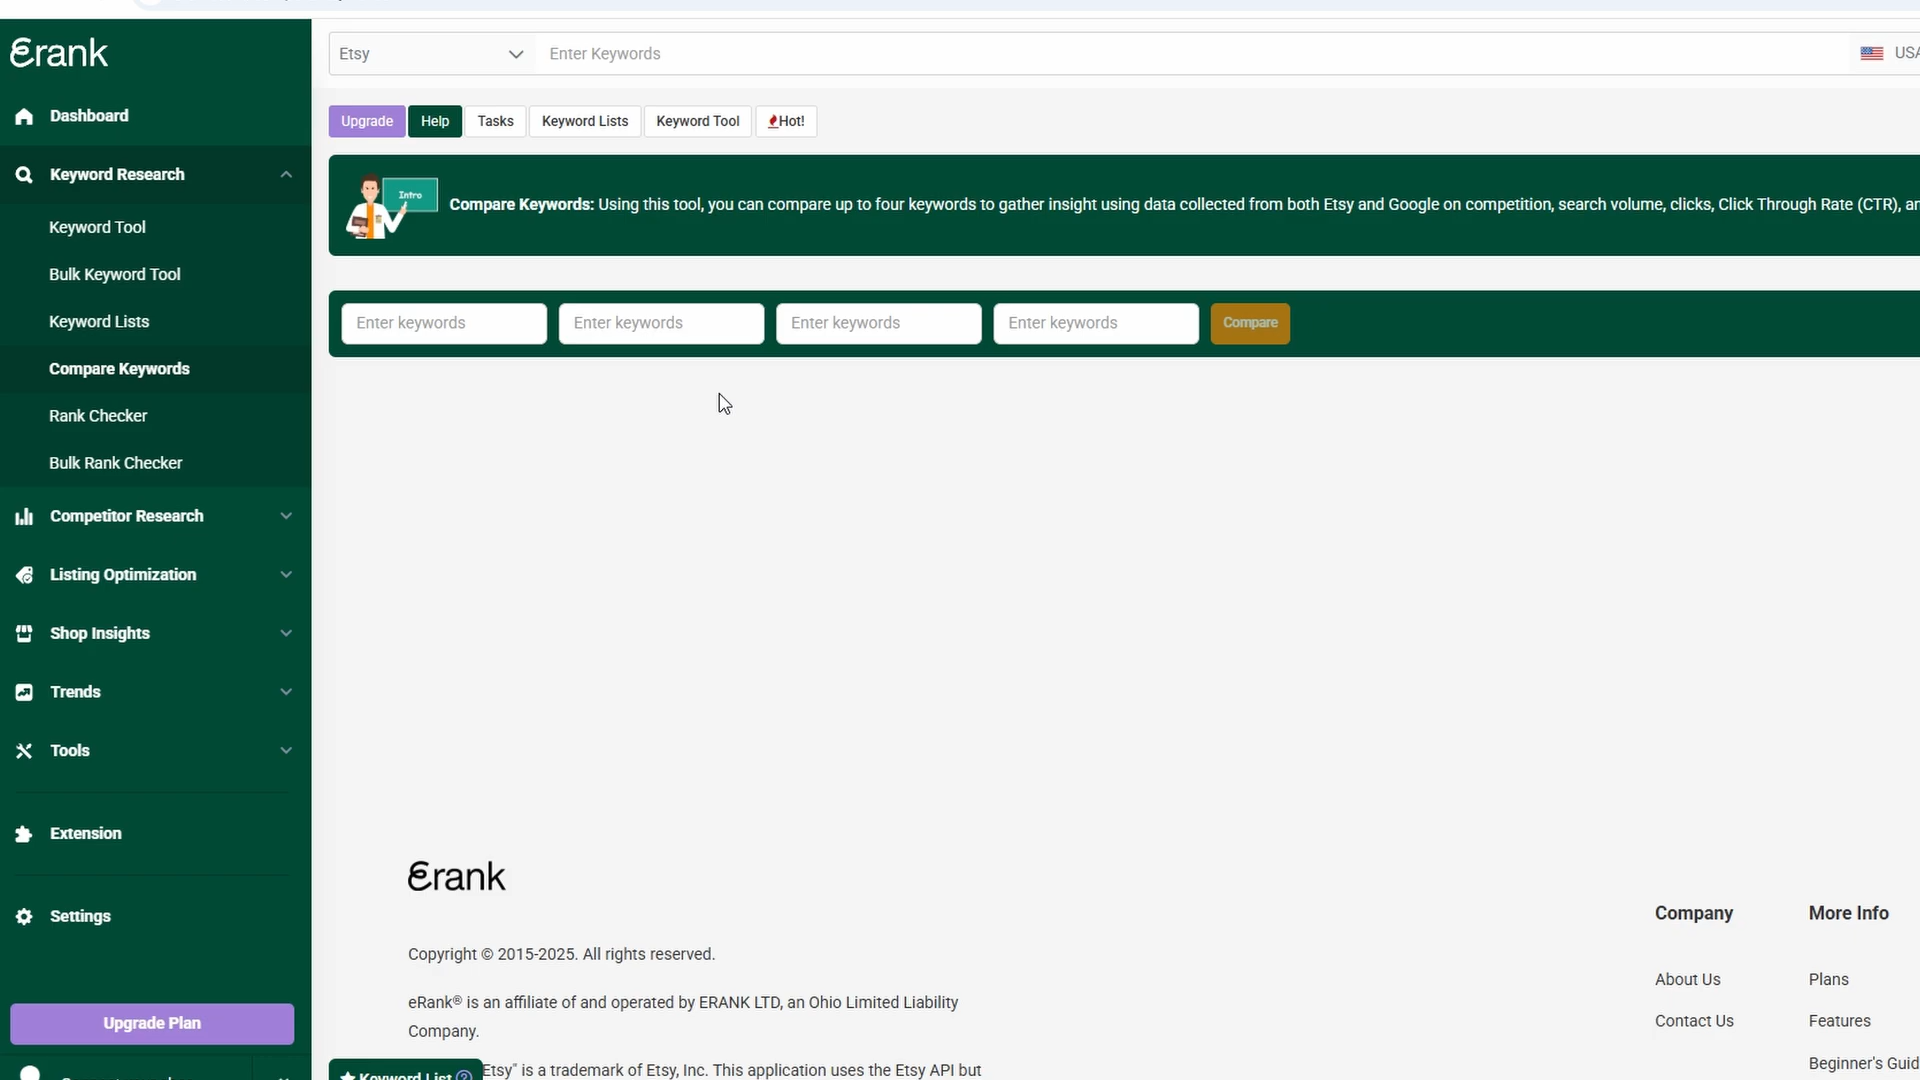 erank
Dashboard
Keyword Research
Keyword Tool
Bulk Keyword Tool
Keyword Lists
Compare Keywords
Rank Checker
Bulk Rank Checker
Competitor Research
Listing Optimization
Shop Insights
Trends
Tools
Extension
Settings
Upgrade Plan
Etsy
Enter Keywords
USA
Upgrade
Help
Tasks
Keyword Lists
Keyword Tool
Hot!
Intro
Compare Keywords: Using this tool, you can compare up to four keywords to gather insight using data collected from both Etsy and Google on competition, search volume, clicks, Click Through Rate (CTR),
Enter keywords
Enter keywords
Enter keywords
Enter keywords
Compare
erank
Copyright © 2015-2025. All rights reserved.
eRank® is an affiliate of and operated by ERANK LTD, an Ohio Limited Liability
Company.
Etsy" is a trademark of Etsy, Inc. This application uses the Etsy API but
Keyword List
Company
About Us
Contact Us
More Info
Plans
Features
Beginner's Guid